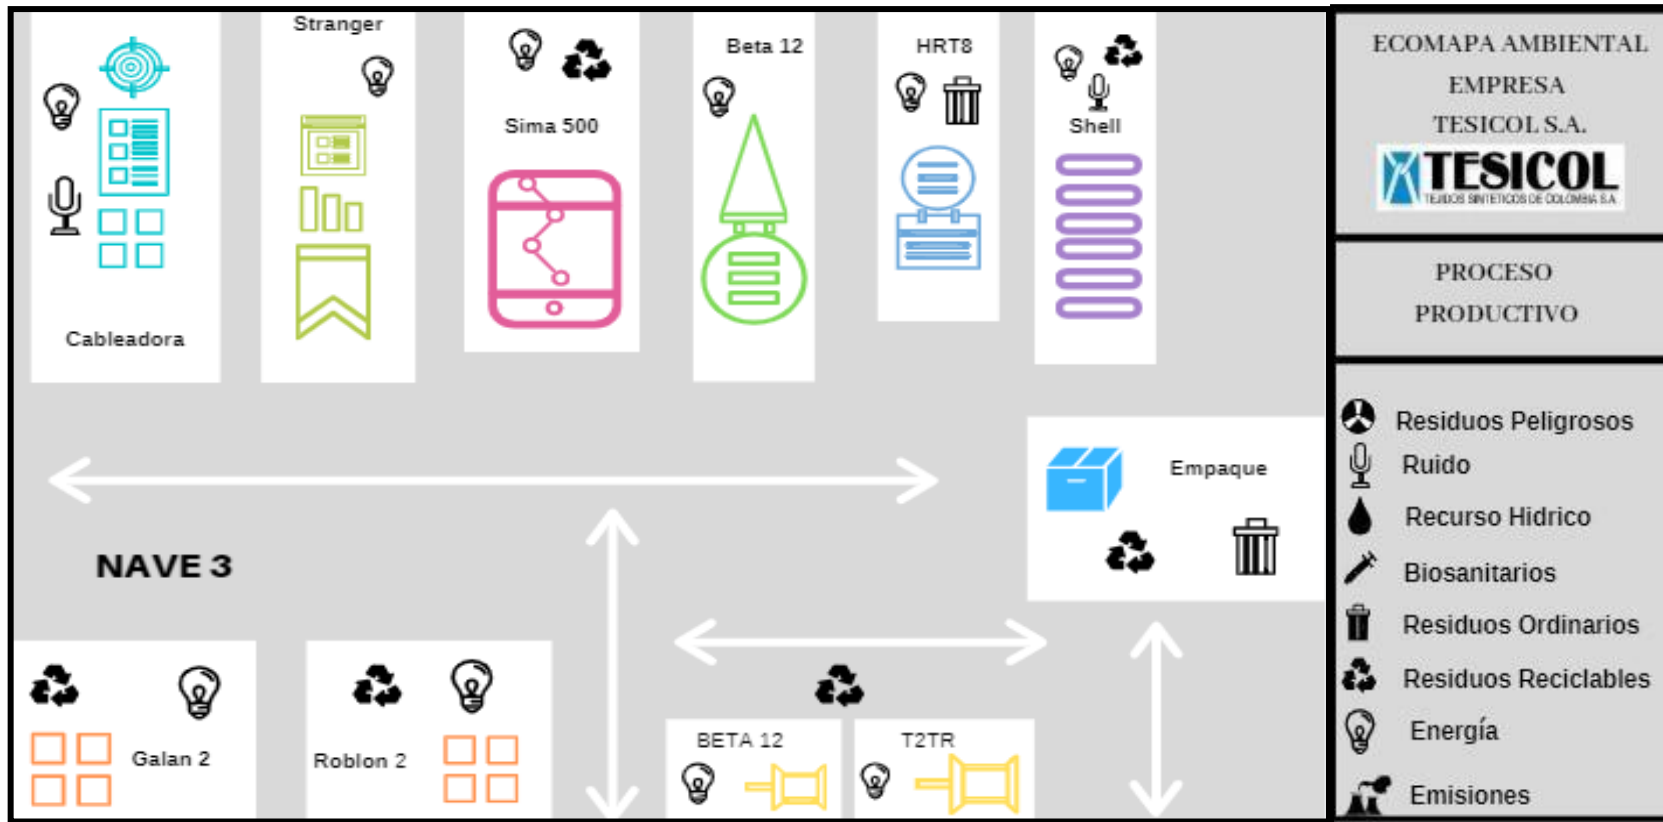 Stranger
Beta 12
HRT8
Sima 500
Shell
Cableadora
Empaque
NAVE 3
Galan 2
Roblon 2
BETA 12
T2TR
ECOMAPA AMBIENTAL
EMPRESA
TESICOL S.A.
TESICOL
TEJIDOS SINTETICOS DE COLOMBIA S.A.
PROCESO
PRODUCTIVO
Residuos Peligrosos
Ruido
Recurso Hidrico
Biosanitarios
Residuos Ordinarios
Residuos Reciclables
Energía
Emisiones